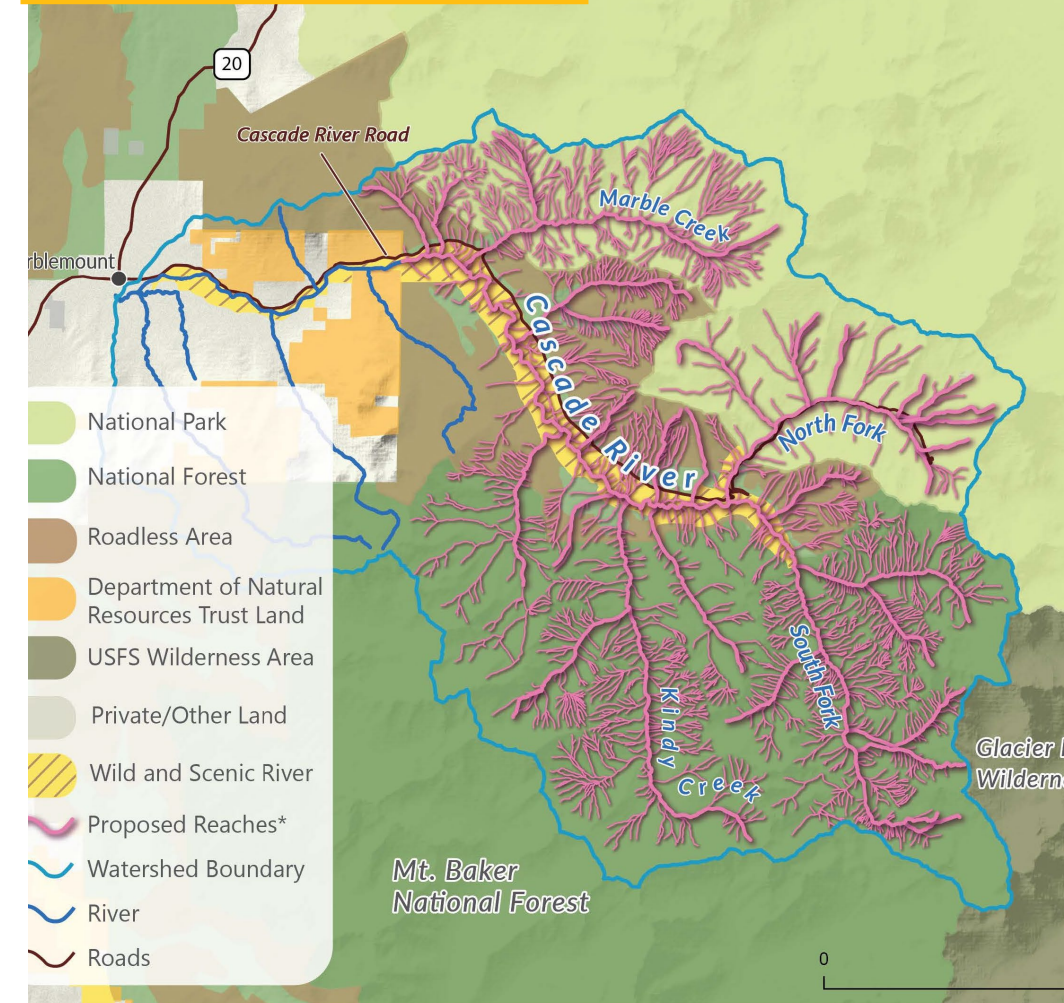 20
Cascade River Road
Marble Creek
rblemount
Cascade River
North Fork
National Park
National Forest
Roadless Area
Department of Natural
Resources Trust Land
USFS Wilderness Area
Private/Other Land
Wild and Scenic River
Proposed Reaches*
Watershed Boundary
River
Roads
South Fork
Kindy
Creek
Glacier
Wildern
Mt. Baker
National Forest
0